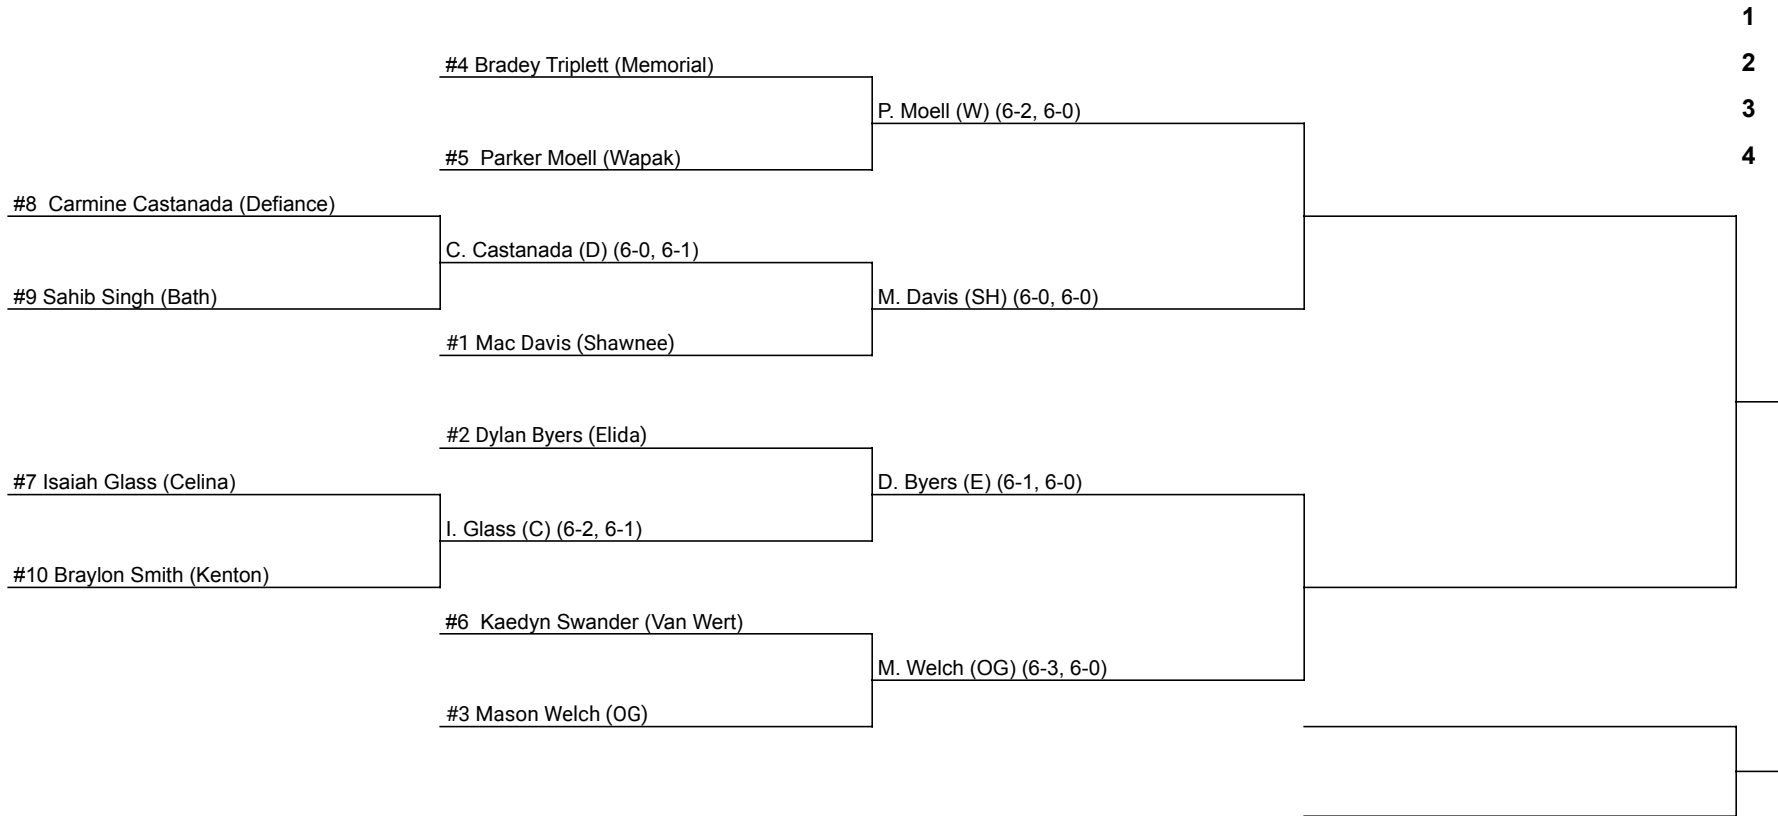 1
#4 Bradey Triplett (Memorial)
2
P. Moell (W) (6-2, 6-0)
3
#5  Parker Moell (Wapak)
4
#8  Carmine Castanada (Defiance)
C. Castanada (D) (6-0, 6-1)
#9 Sahib Singh (Bath)
M. Davis (SH) (6-0, 6-0)
#1 Mac Davis (Shawnee)
#2 Dylan Byers (Elida)
#7 Isaiah Glass (Celina)
D. Byers (E) (6-1, 6-0)
I. Glass (C) (6-2, 6-1)
#10 Braylon Smith (Kenton)
#6  Kaedyn Swander (Van Wert)
M. Welch (OG) (6-3, 6-0)
#3 Mason Welch (OG)